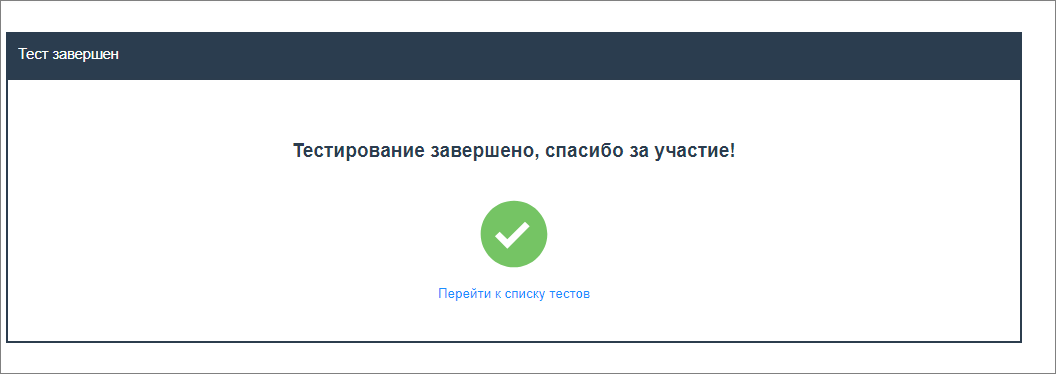 Тест завершен
Тестирование завершено, спасибо за участие!
Перейти к списку тестов